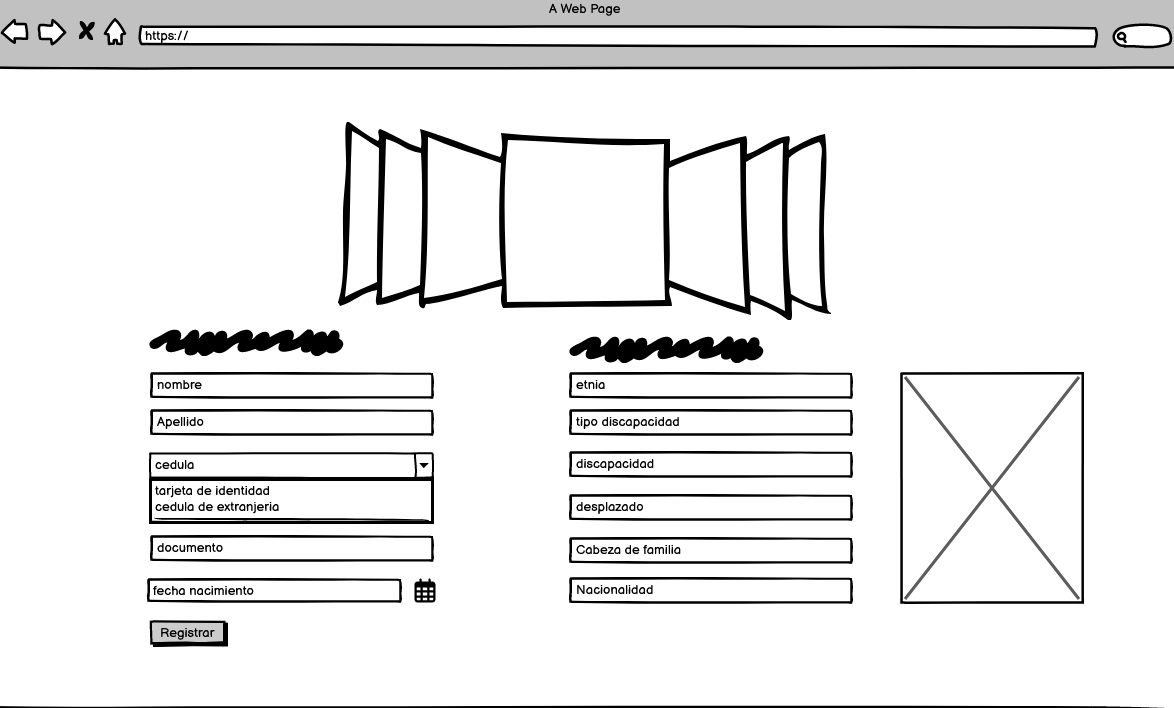 A Web Page
https://
nombre
Apellido
cedula
tarjeta de identidad
cedula de extranjeria
documento
fecha nacimiento
Registrar
etnia
tipo discapacidad
discapacidad
desplazado
Cabeza de familia
Nacionalidad